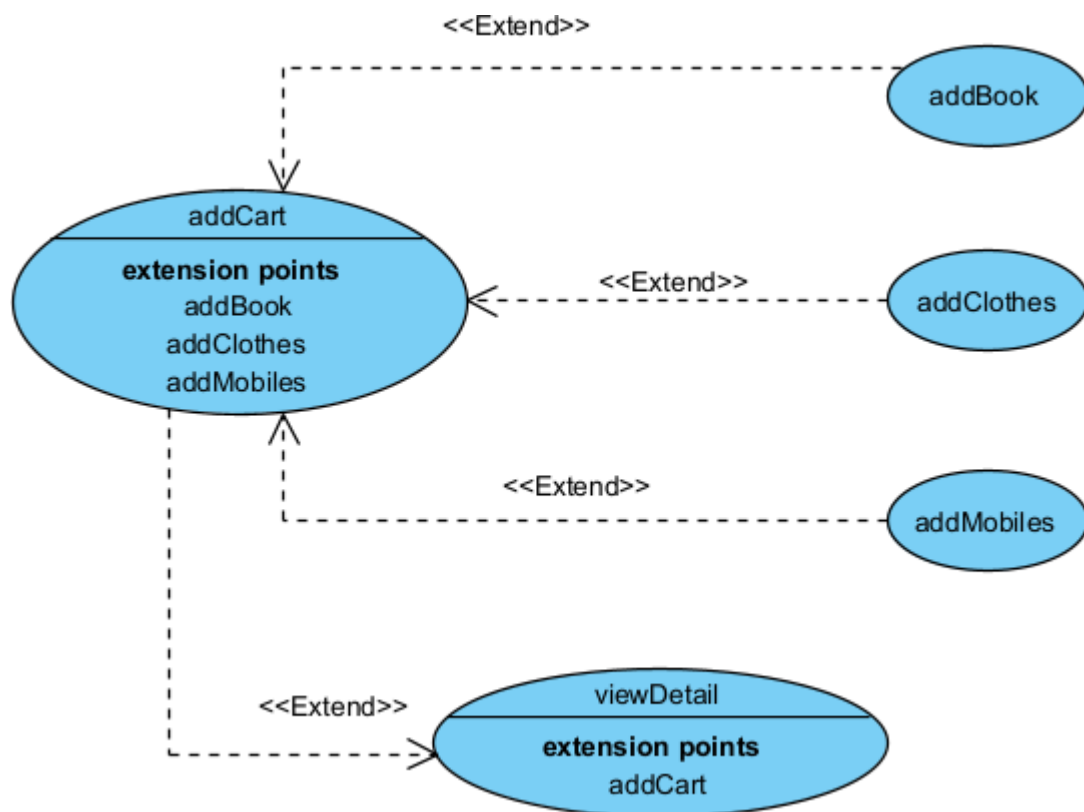 <<Extend>>
addBook
addCart
extension points
addBook
addClothes
addMobiles
<<Extend>>
addClothes
<<Extend>>
addMobiles
<<Extend>>
viewDetail
extension points
addCart